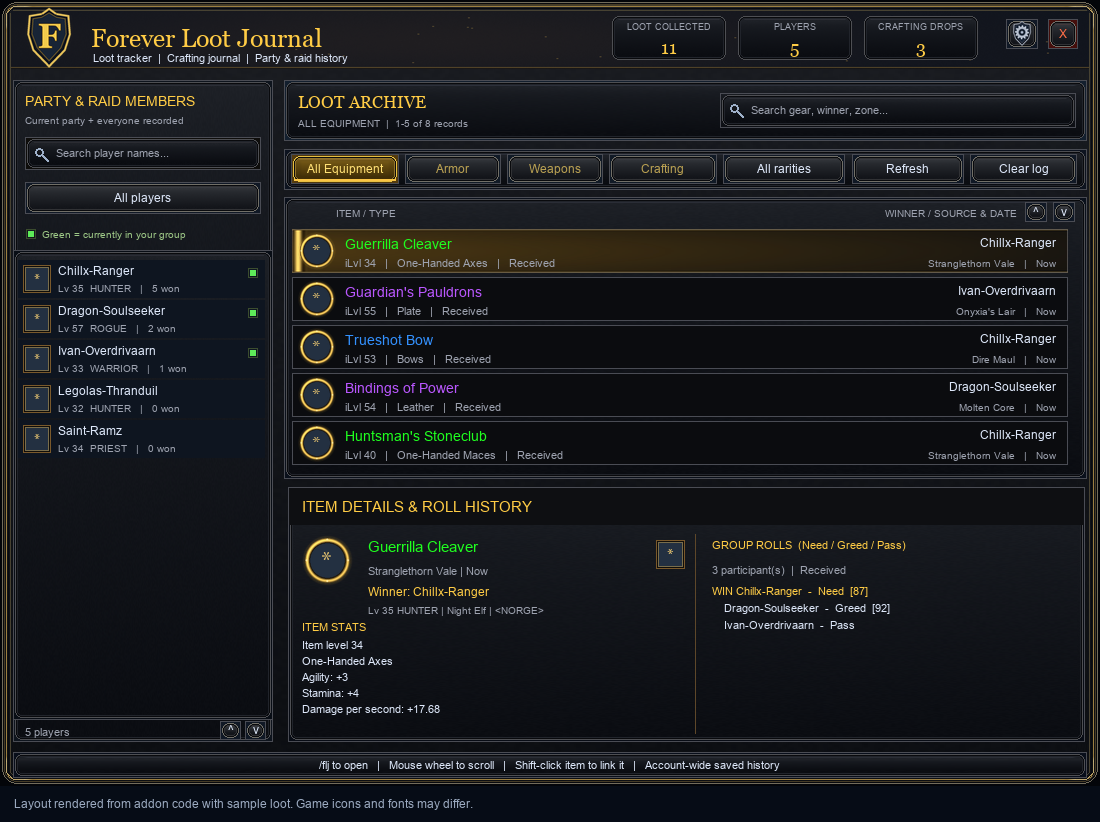 F
Forever Loot Journal
Loot tracker | Crafting journal | Party & raid history
LOOT COLLECTED
11
PLAYERS
5
CRAFTING DROPS
3
X
PARTY & RAID MEMBERS
Current party + everyone recorded
Search player names...
All players
Green = currently in your group
* Chillx-Ranger
Lv 35 HUNTER | 5 won
* Dragon-Soulseeker
Lv 57 ROGUE | 2 won
* Ivan-Overdrivaarn
Lv 33 WARRIOR | 1 won
* Legolas-Thranduil
Lv 32 HUNTER | 0 won
* Saint-Ramz
Lv 34 PRIEST | 0 won
5 players ^ v
LOOT ARCHIVE
ALL EQUIPMENT | 1-5 of 8 records
Search gear, winner, zone...
All Equipment Armor Weapons Crafting All rarities Refresh Clear log
ITEM / TYPE WINNER / SOURCE & DATE ^ v
* Guerrilla Cleaver Chillx-Ranger
iLvl 34 | One-Handed Axes | Received Stranglethorn Vale | Now
* Guardian's Pauldrons Ivan-Overdrivaarn
iLvl 55 | Plate | Received Onyxia's Lair | Now
* Trueshot Bow Chillx-Ranger
iLvl 53 | Bows | Received Dire Maul | Now
* Bindings of Power Dragon-Soulseeker
iLvl 54 | Leather | Received Molten Core | Now
* Huntsman's Stoneclub Chillx-Ranger
iLvl 40 | One-Handed Maces | Received Stranglethorn Vale | Now
ITEM DETAILS & ROLL HISTORY
* Guerrilla Cleaver *
Stranglethorn Vale | Now
Winner: Chillx-Ranger
Lv 35 HUNTER | Night Elf | <NORGE>
ITEM STATS
Item level 34
One-Handed Axes
Agility: +3
Stamina: +4
Damage per second: +17.68
GROUP ROLLS (Need / Greed / Pass)
3 participant(s) | Received
WIN Chillx-Ranger - Need [87]
Dragon-Soulseeker - Greed [92]
Ivan-Overdrivaarn - Pass
/flj to open | Mouse wheel to scroll | Shift-click item to link it | Account-wide saved history
Layout rendered from addon code with sample loot. Game icons and fonts may differ.